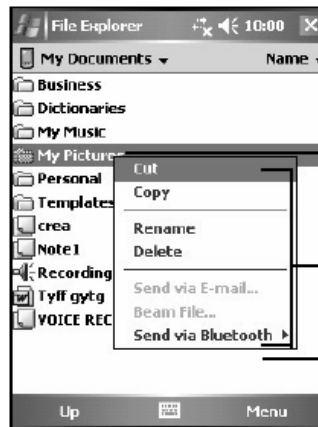 File Explorer 10:00
My Documents Name
Business
Dictionaries
My Music
My Pictures
Personal
Templates
crea
Note1
Recording
Tyff gytg
VOICE REC
Cut
Copy
Rename
Delete
Send via E-mail...
Beam File...
Send via Bluetooth
Up Menu